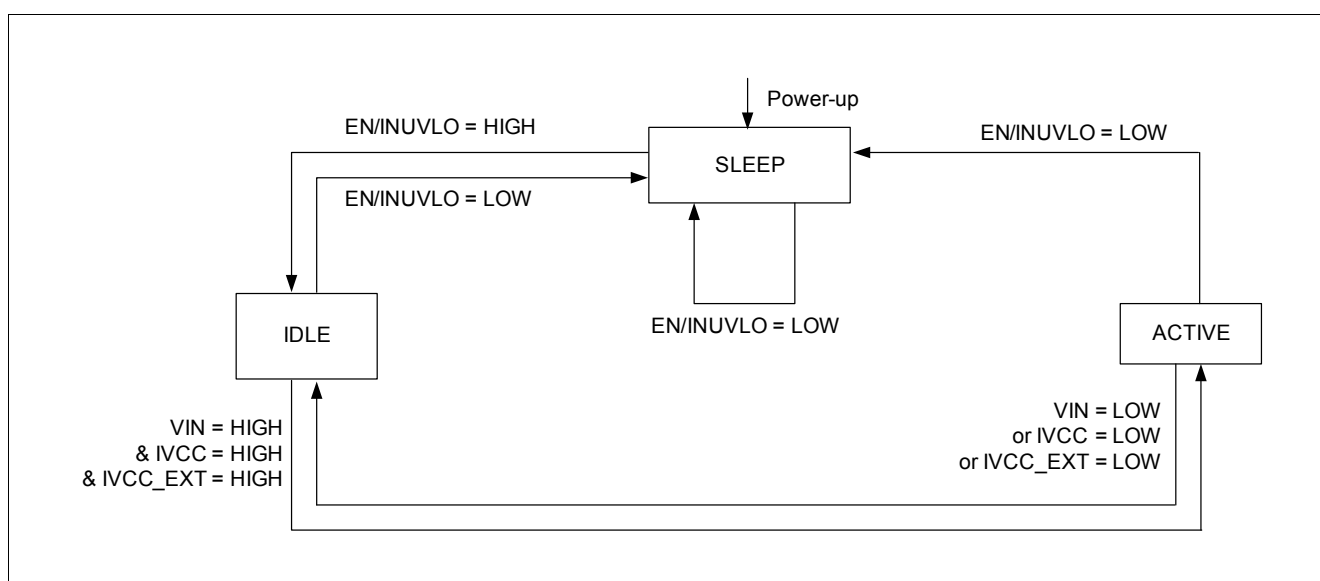 Power-up
EN/INUVLO = HIGH
EN/INUVLO = LOW
SLEEP
EN/INUVLO = LOW
EN/INUVLO = LOW
IDLE
ACTIVE
VIN = HIGH
& IVCC = HIGH
& IVCC_EXT = HIGH
VIN = LOW
or IVCC = LOW
or IVCC_EXT = LOW